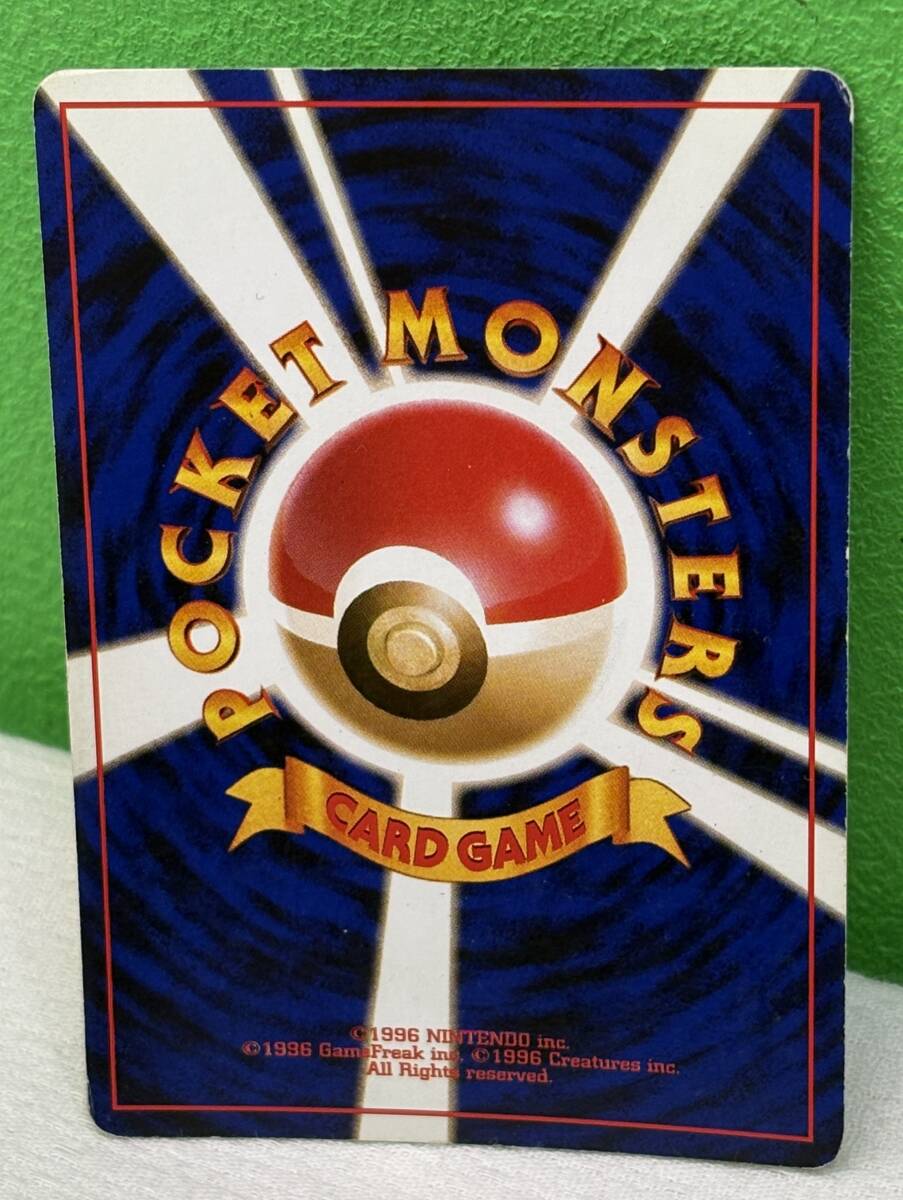 POCKET MONSTERS
CARD GAME
©1996 NINTENDO inc.
©1996 GameFreak inc. ©1996 Creatures inc.
All Rights reserved.